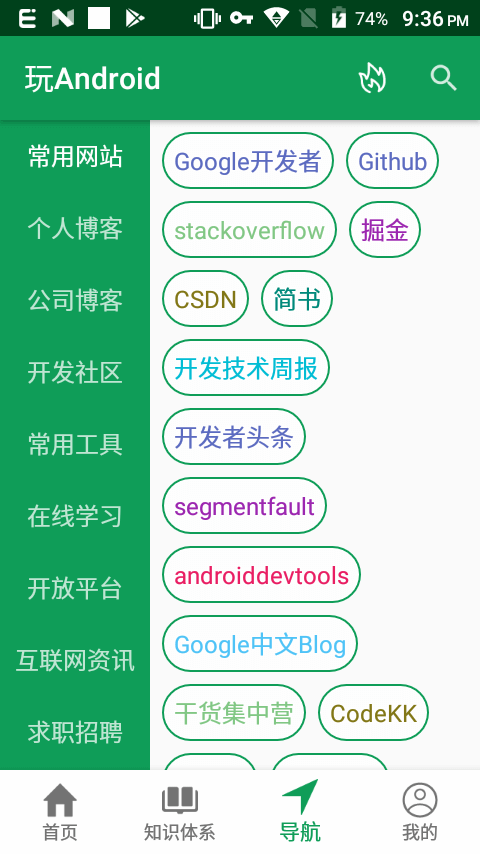 74% 9:36 PM
玩Android
常用网站
个人博客
公司博客
开发社区
常用工具
在线学习
开放平台
互联网资讯
求职招聘
Google开发者 Github
stackoverflow 掘金
CSDN 简书
开发技术周报
开发者头条
segmentfault
androiddevtools
Google中文Blog
干货集中营 CodeKK
首页 知识体系 导航 我的